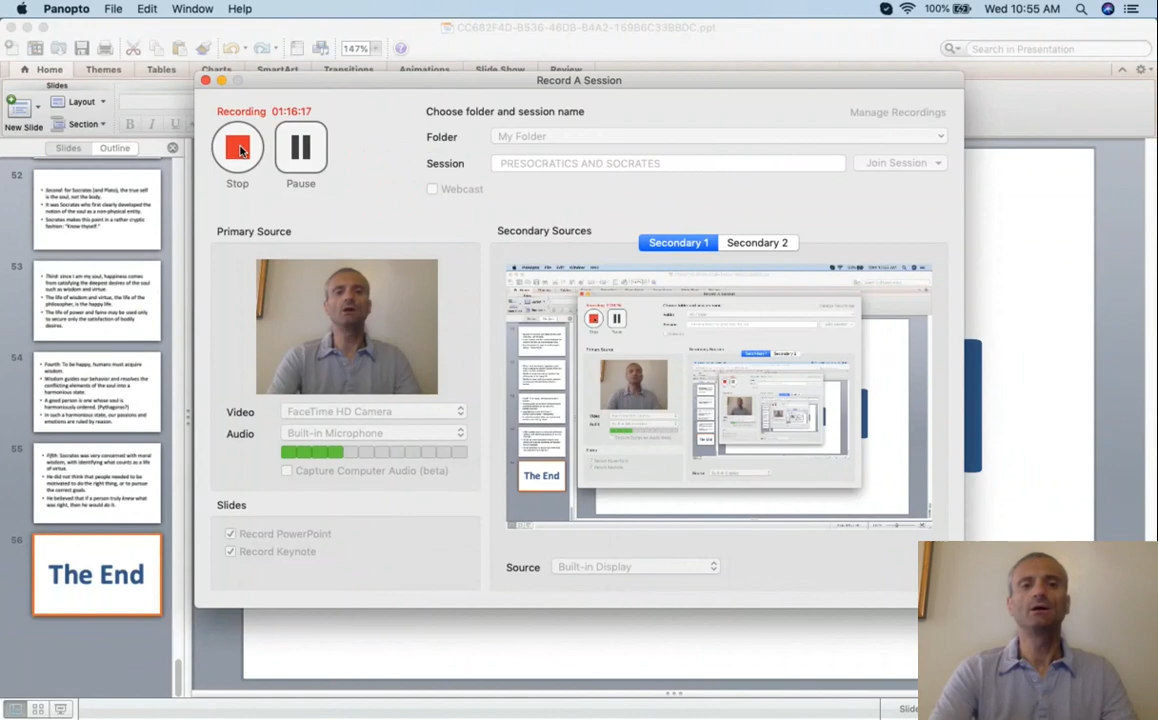 Panopto File Edit Window Help
100% Wed 10:55 AM
CC682F4D-B536-46DB-B4A2-159B6C33BBDC.ppt
147%
Search in Presentation
Home Themes Tables Charts SmartArt Transitions Animations Slide Show Review
Slides
New Slide
Layout
Section
B I U
Slides Outline
52
• Second: for Socrates (and Plato), the true self is the soul, not the body.
• It was Socrates who first clearly developed the notion of the soul as a non-physical entity.
• Socrates makes this point in a rather cryptic fashion: "Know thyself."
53
• Third: since I am my soul, happiness comes from satisfying the deepest desires of the soul such as wisdom and virtue.
• The life of wisdom and virtue, the life of the philosopher, is the happy life.
• The life of power and fame may be used only to secure only the satisfaction of bodily desires.
54
• Fourth: To be happy, humans must acquire wisdom.
• Wisdom guides our behavior and resolves the conflicting elements of the soul into a harmonious state.
• A good person is one whose soul is harmoniously ordered. (Pythagoras?)
• In such a harmonious state, our passions and emotions are ruled by reason.
55
• Fifth: Socrates was very concerned with moral wisdom, with identifying what counts as a life of virtue.
• He did not think that people needed to be motivated to do the right thing, or to pursue the correct goals.
• He believed that if a person truly knew what was right, then he would do it.
56
The End
Record A Session
Recording 01:16:17
Stop
Pause
Choose folder and session name
Manage Recordings
Folder My Folder
Session PRESOCRATICS AND SOCRATES
Join Session
Webcast
Primary Source
Video FaceTime HD Camera
Audio Built-in Microphone
Capture Computer Audio (beta)
Slides
Record PowerPoint
Record Keynote
Secondary Sources
Secondary 1 Secondary 2
The End
Source Built-in Display
Slide